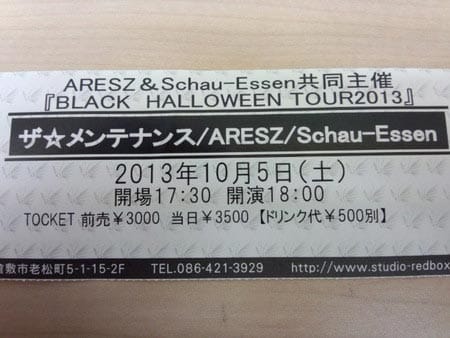 ARESZ＆Schau-Essen共同主催
『BLACK HALLOWEEN TOUR2013』
ザ☆メンテナンス/ARESZ/Schau-Essen
2013年10月5日(土)
開場17:30 開演18:00
TOCKET 前売￥3000 当日￥3500 【ドリンク代￥500別】
倉敷市老松町5-1-15-2F TEL.086-421-3929 http://www.studio-redbox